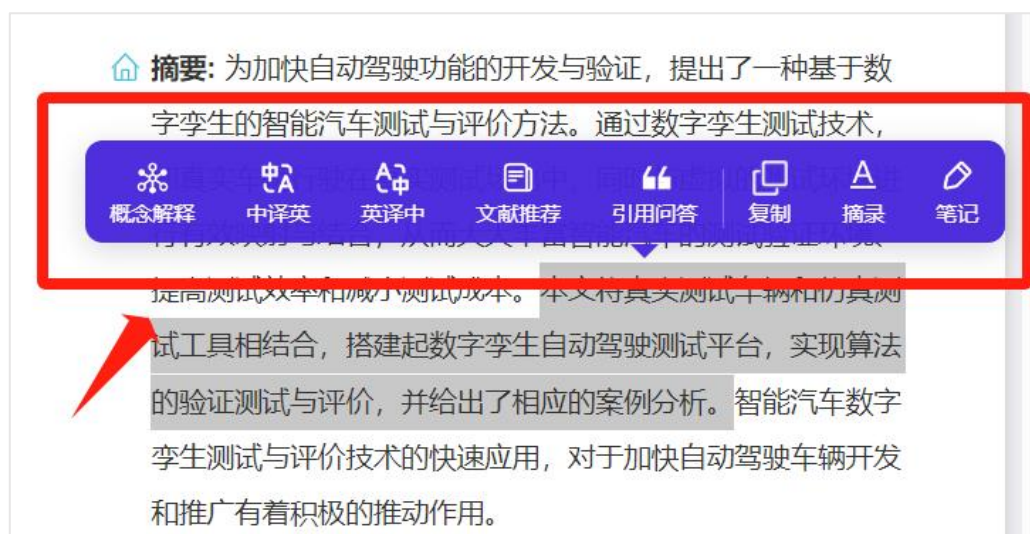 摘要: 为加快自动驾驶功能的开发与验证，提出了一种基于数
字孪生的智能汽车测试与评价方法。通过数字孪生测试技术，
概念解释 中译英 英译中 文献推荐 引用问答 复制 摘录 笔记
提高测试效率和减小测试成本。本文将真实测试车辆和仿真测
试工具相结合，搭建起数字孪生自动驾驶测试平台，实现算法
的验证测试与评价，并给出了相应的案例分析。智能汽车数字
孪生测试与评价技术的快速应用，对于加快自动驾驶车辆开发
和推广有着积极的推动作用。